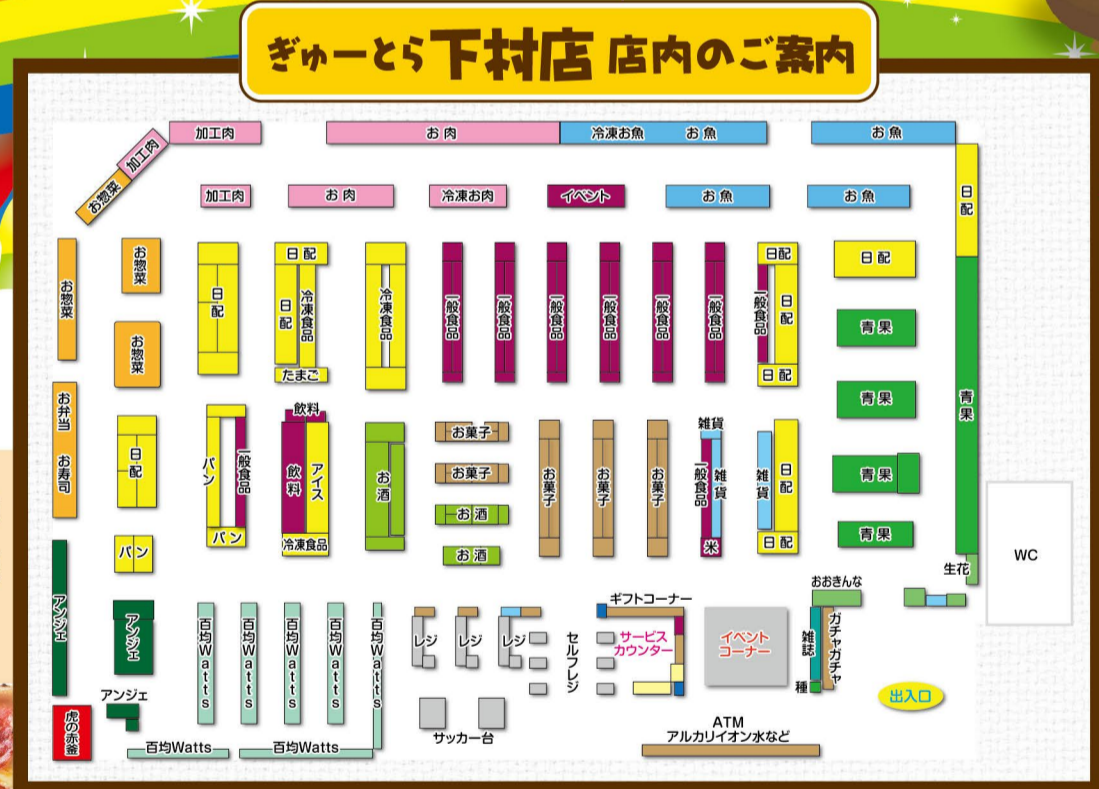 ぎゅーとら下村店 店内のご案内
加工肉
お肉
冷凍お魚
お魚
お魚
加工肉
お惣菜
加工肉
お肉
冷凍お肉
イベント
お魚
お魚
日配
お惣菜
お惣菜
日配
日配
日配
冷凍食品
たまご
冷凍食品
一般食品
一般食品
一般食品
一般食品
一般食品
一般食品
日配
一般食品
日配
日配
日配
青果
青果
お惣菜
青果
お弁当
お寿司
日配
パン
一般食品
パン
飲料
飲料
アイス
冷凍食品
お酒
お菓子
お菓子
お酒
お酒
お菓子
お菓子
お菓子
雑貨
一般食品
雑貨
米
雑貨
日配
日配
青果
青果
パン
生花
WC
アンジェ
アンジェ
アンジェ
虎の赤釜
百均Watts
百均Watts
百均Watts
百均Watts
百均Watts
百均Watts
百均Watts
レジ
レジ
レジ
セルフレジ
サッカー台
ギフトコーナー
サービス
カウンター
イベント
コーナー
おおきんな
雑誌
ガチャガチャ
種
出入口
ATM
アルカリイオン水など